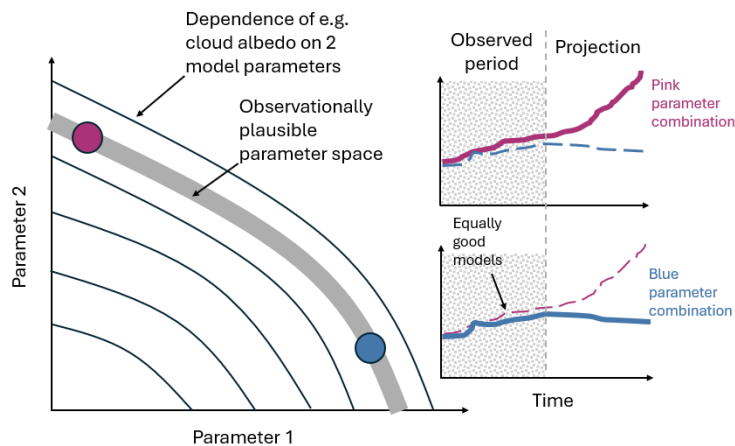 Dependence of e.g.
cloud albedo on 2
model parameters
Observationally
plausible
parameter space
Parameter 2
Parameter 1
Observed
period
Projection
Pink
parameter
combination
Equally
good
models
Blue
parameter
combination
Time